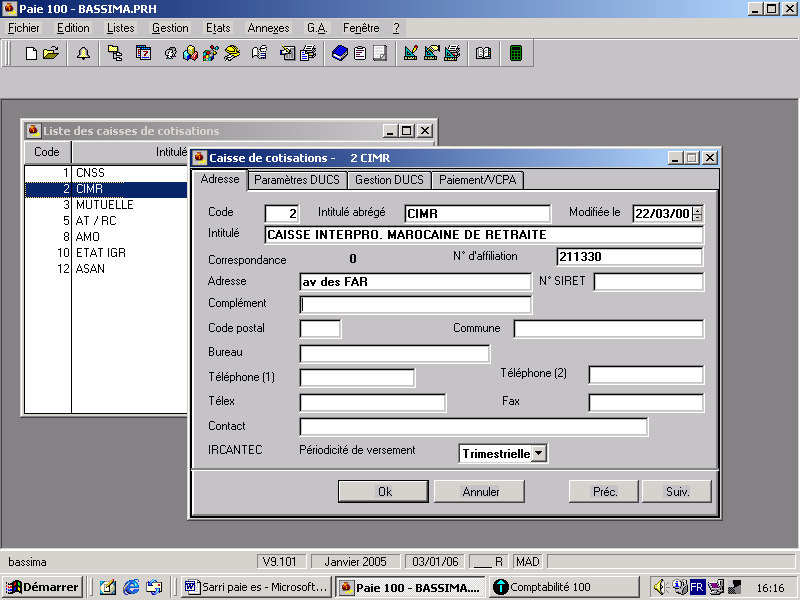 Paie 100 - BASSIMA.PRH
Fichier Edition Listes Gestion Etats Annexes G.A. Fenêtre ?
Liste des caisses de cotisations
Code Intitulé
1 CNSS
2 CIMR
3 MUTUELLE
5 AT / RC
8 AMO
10 ETAT IGR
12 ASAN
Caisse de cotisations - 2 CIMR
Adresse Paramètres DUCS Gestion DUCS Paiement/VCPA
Code 2 Intitulé abrégé CIMR Modifiée le 22/03/00
Intitulé CAISSE INTERPRO. MAROCAINE DE RETRAITE
Correspondance 0 N° d'affiliation 211330
Adresse av des FAR N° SIRET
Complément
Code postal Commune
Bureau
Téléphone (1) Téléphone (2)
Télex Fax
Contact
IRCANTEC Périodicité de versement Trimestrielle
Ok Annuler Préc. Suiv.
bassima V9.101 Janvier 2005 03/01/06 ___ R MAD
Démarrer Sarri paie es - Microsoft... Paie 100 - BASSIMA.... Comptabilité 100 FR 16:16